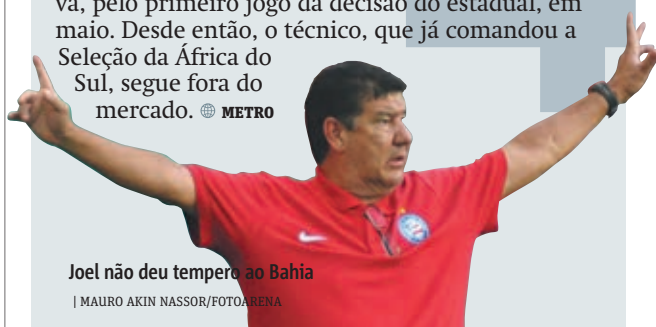 va, pelo primeiro jogo da decisão do estadual, em
maio. Desde então, o técnico, que já comandou a
Seleção da África do
Sul, segue fora do
mercado. METRO
Joel não deu tempero ao Bahia
| MAURO AKIN NASSOR/FOTOARENA